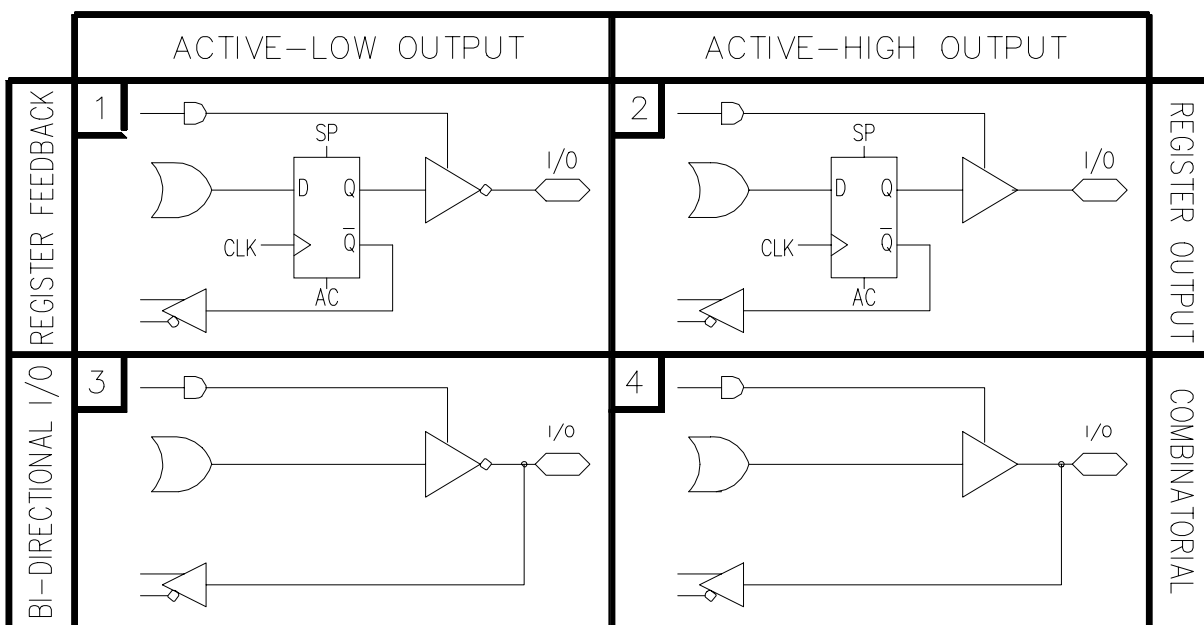 ACTIVE-LOW OUTPUT
ACTIVE-HIGH OUTPUT
REGISTER FEEDBACK
1
SP
D
Q
I/O
CLK
Q̅
AC
2
SP
D
Q
I/O
CLK
Q̅
AC
REGISTER OUTPUT
BI-DIRECTIONAL I/O
3
I/O
4
I/O
COMBINATORIAL